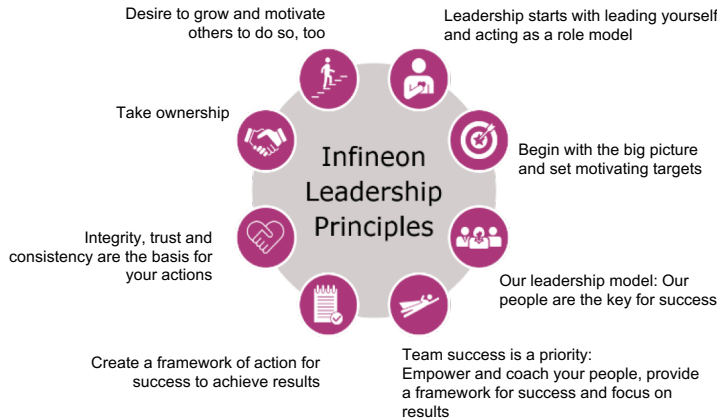 Desire to grow and motivate
others to do so, too
Leadership starts with leading yourself
and acting as a role model
Take ownership
Begin with the big picture
and set motivating targets
Infineon
Leadership
Principles
Integrity, trust and
consistency are the basis for
your actions
Our leadership model: Our
people are the key for success
Create a framework of action for
success to achieve results
Team success is a priority:
Empower and coach your people, provide
a framework for success and focus on
results